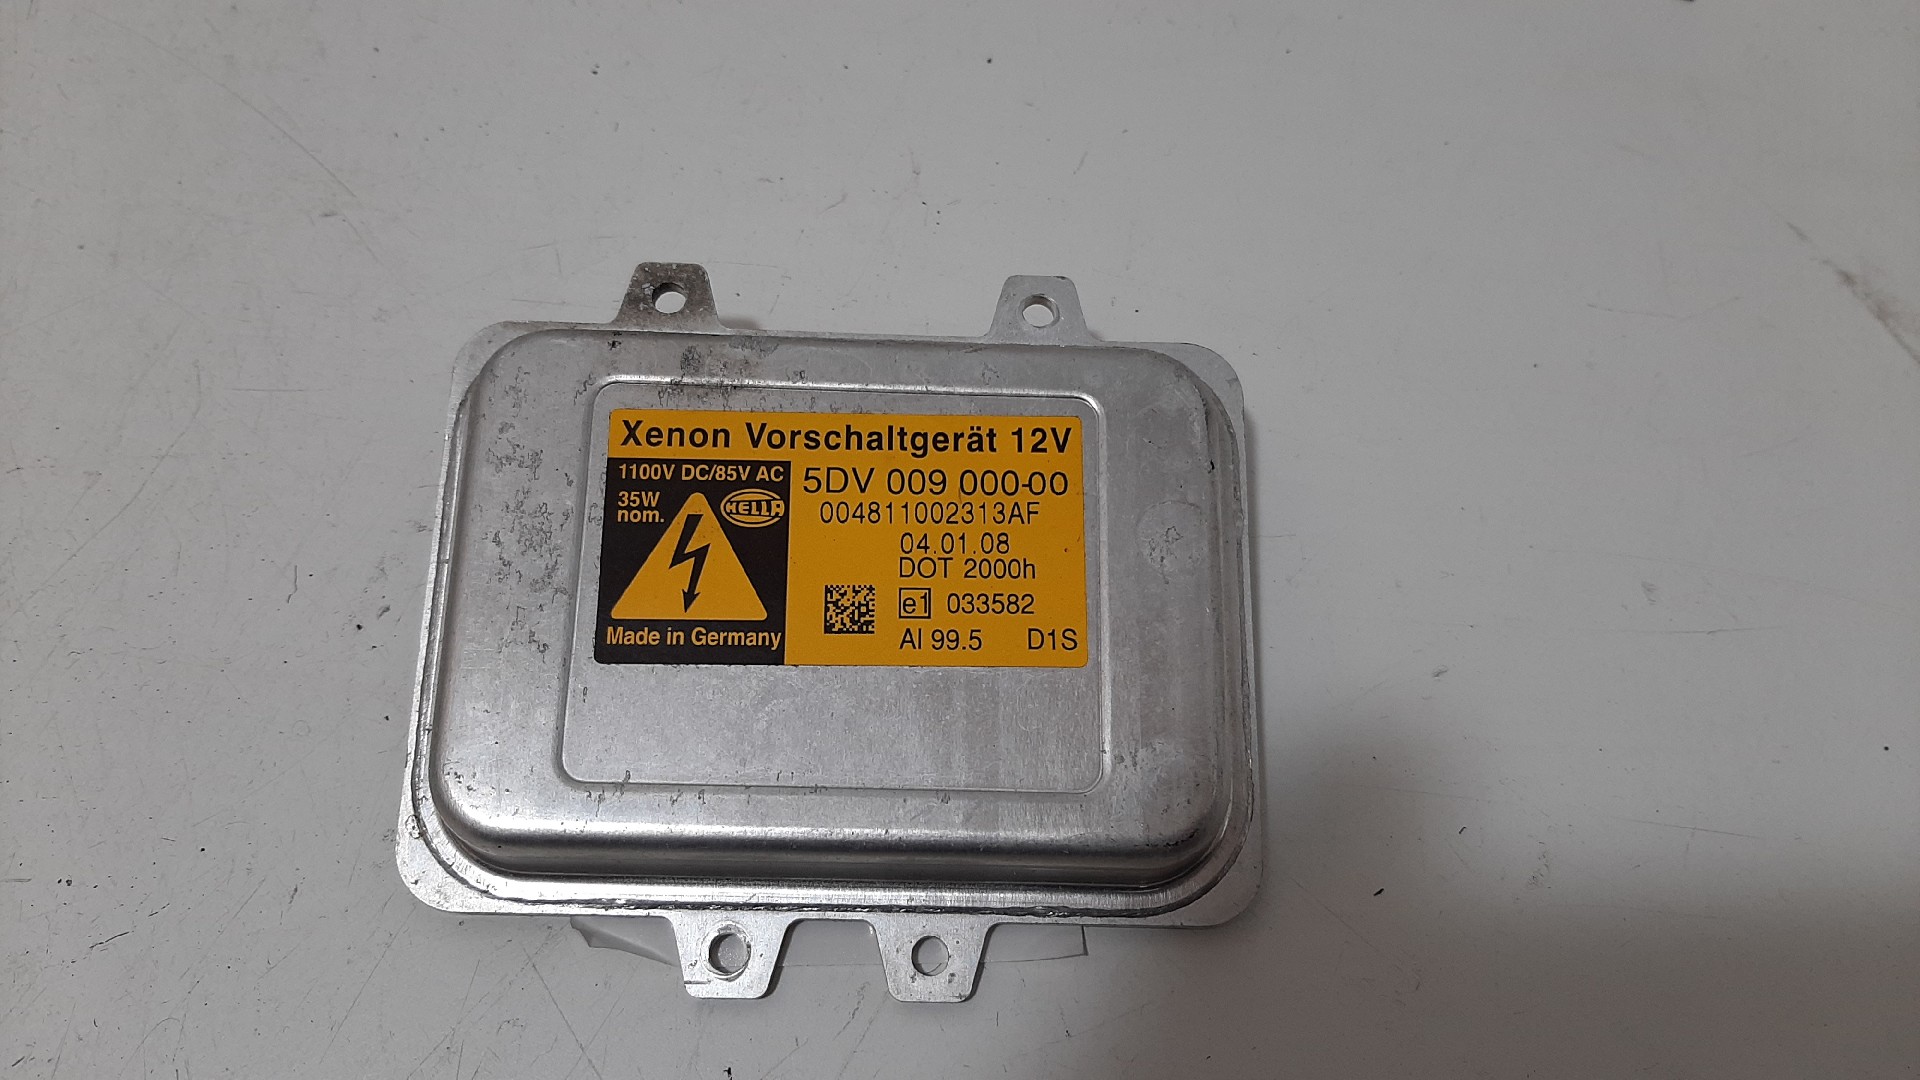 Xenon Vorschaltgerät 12V
1100V DC/85V AC
35W
nom.
HELLA
Made in Germany
5DV 009 000-00
004811002313AF
04.01.08
DOT 2000h
e1 033582
Al 99.5 D1S